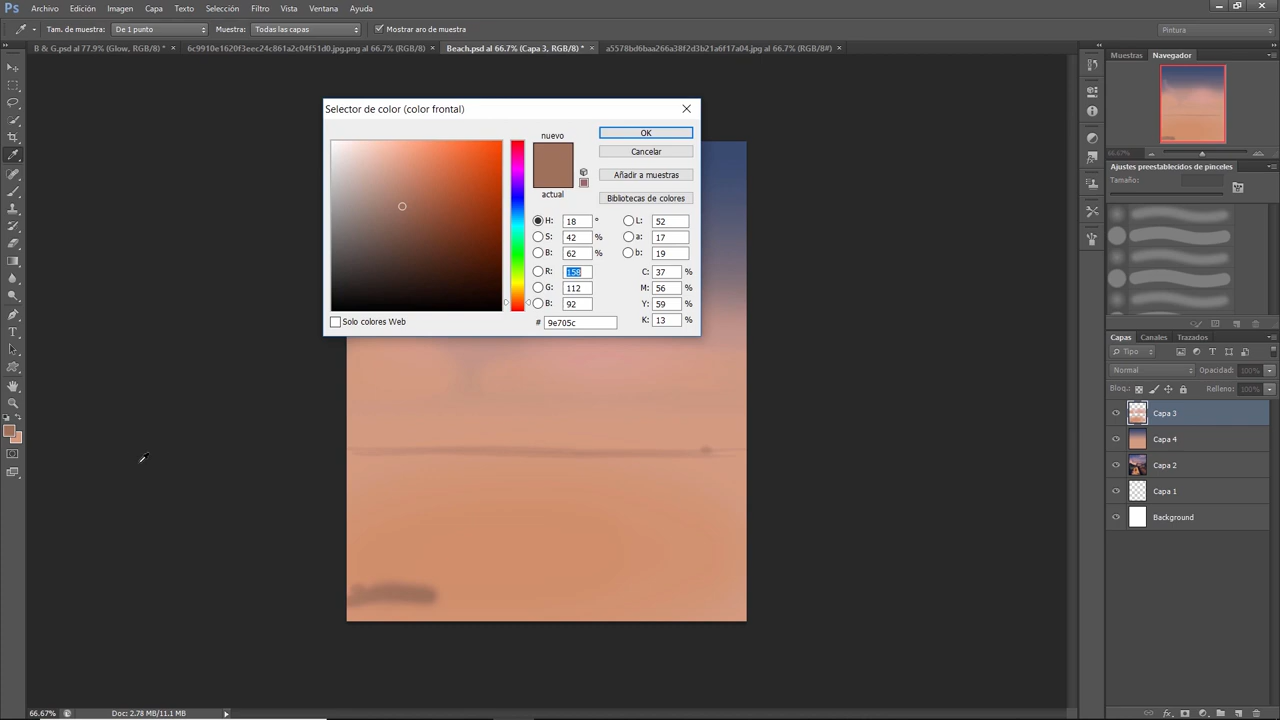 Ps Archivo Edición Imagen Capa Texto Selección Filtro Vista Ventana Ayuda
Tam. de muestra: De 1 punto Muestra: Todas las capas Mostrar aro de muestra Pintura
B & G.psd al 77.9% (Glow, RGB/8) * × 6c9910e1620f3eec24c861a2c04f51d0.jpg.png al 66.7% (RGB/8) × Beach.psd al 66.7% (Capa 3, RGB/8) * × a5578bd6baa266a38f2d3b21a6f17a04.jpg al 66.7% (RGB/8#) ×
Muestras Navegador
66.67%
Ajustes preestablecidos de pinceles
Tamaño:
Selector de color (color frontal)
nuevo
actual
OK
Cancelar
Añadir a muestras
Bibliotecas de colores
H: 18 ° L: 52
S: 42 % a: 17
B: 62 % b: 19
R: 158 C: 37 %
G: 112 M: 56 %
B: 92 Y: 59 %
# 9e705c K: 13 %
Solo colores Web
Capas Canales Trazados
Tipo
Normal Opacidad: 100%
Bloq.: Relleno: 100%
Capa 3
Capa 4
Capa 2
Capa 1
Background
66.67% Doc: 2.78 MB/11.1 MB